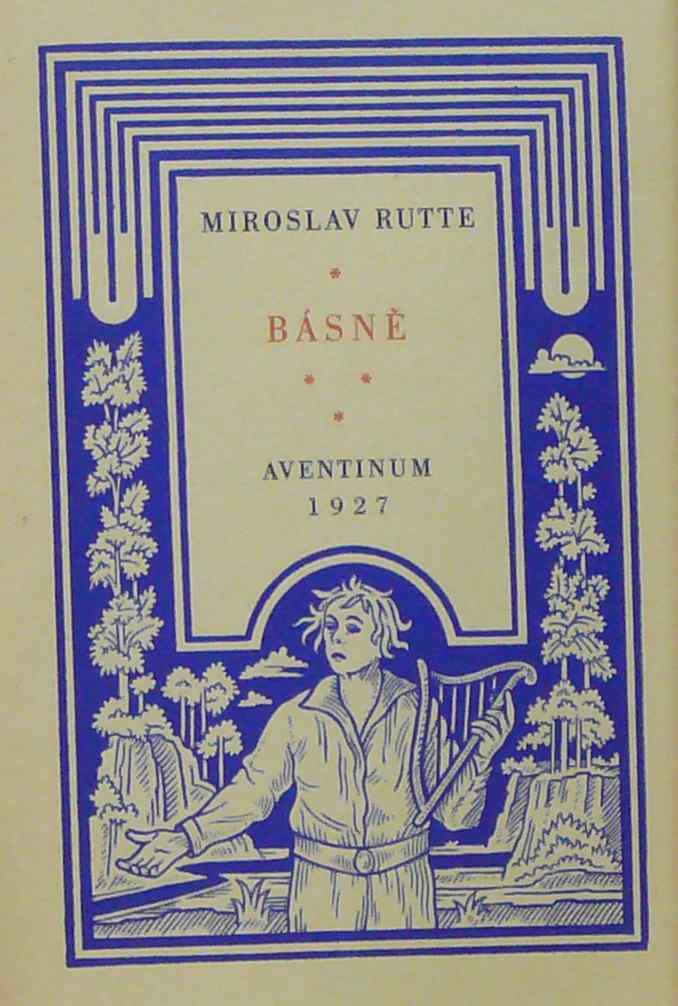 MIROSLAV RUTTE
*
BÁSNĚ
* *
*
AVENTINUM
1927